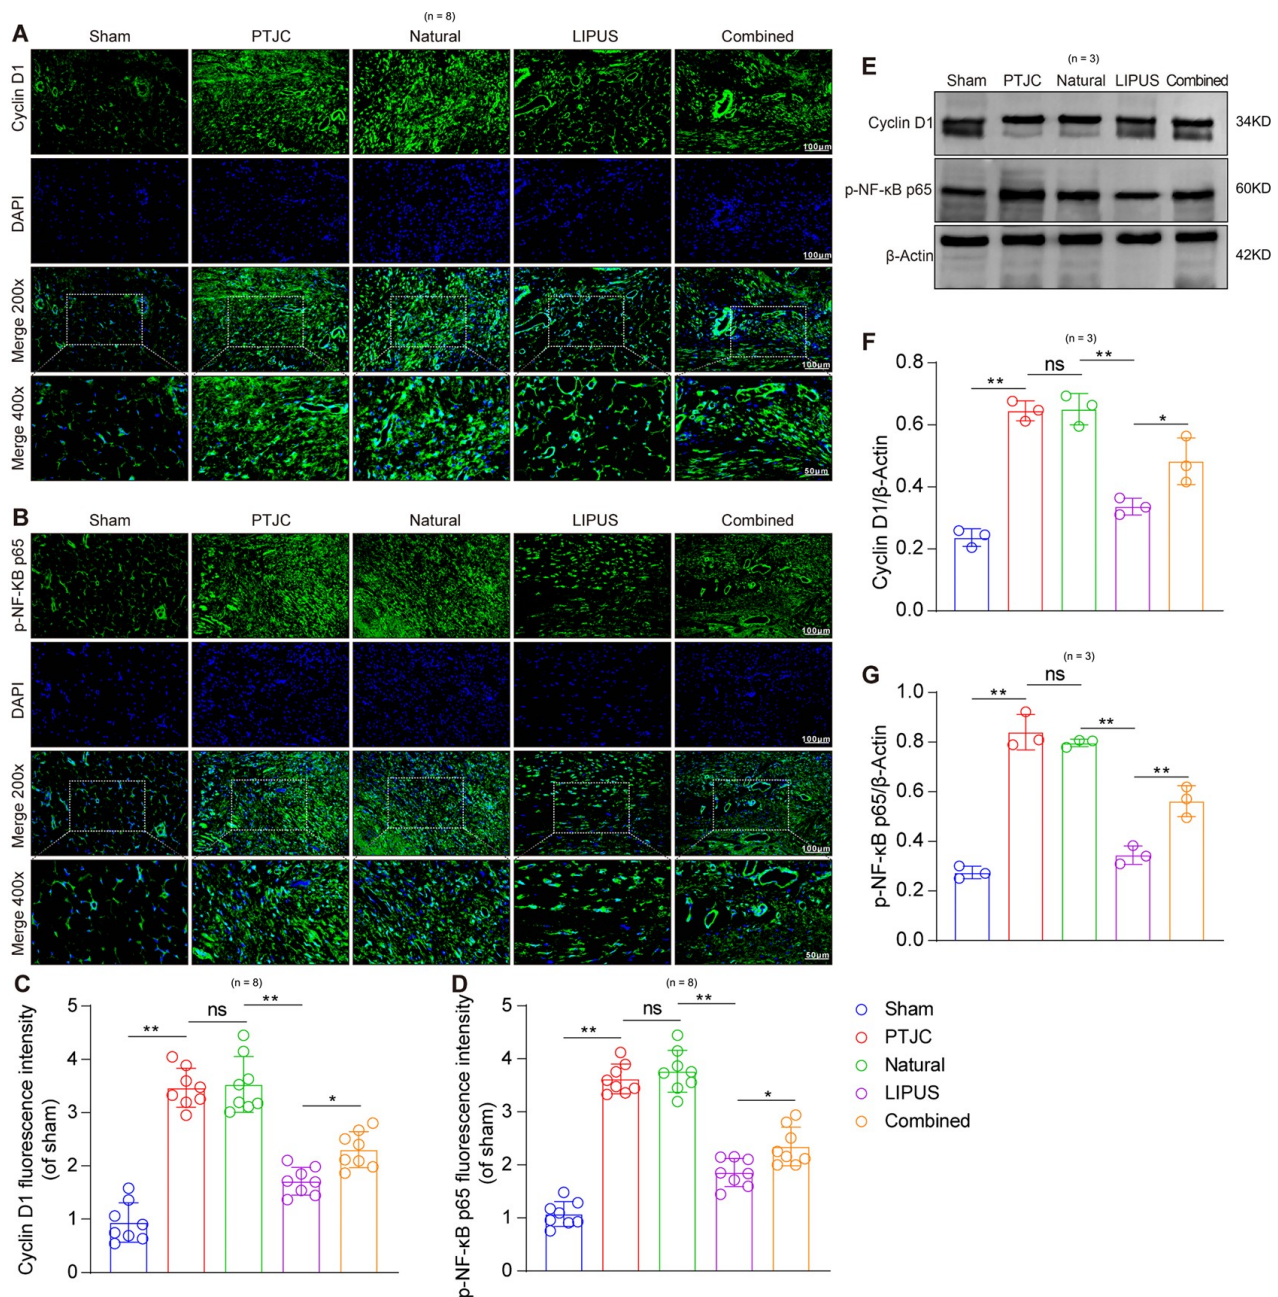 (n = 8)
A
Sham PTJC Natural LIPUS Combined
Cyclin D1
100μm
DAPI
100μm
Merge 200x
100μm
Merge 400x
50μm
B
Sham PTJC Natural LIPUS Combined
p-NF-KB p65
100μm
DAPI
100μm
Merge 200x
100μm
Merge 400x
50μm
C
(n = 8)
Cyclin D1 fluorescence intensity
(of sham)
5
4
3
2
1
0
**
ns
**
*
D
(n = 8)
p-NF-κB p65 fluorescence intensity
(of sham)
5
4
3
2
1
0
**
ns
**
*
E
(n = 3)
Sham PTJC Natural LIPUS Combined
Cyclin D1 34KD
p-NF-κB p65 60KD
β-Actin 42KD
F
(n = 3)
Cyclin D1/β-Actin
0.8
0.6
0.4
0.2
0.0
**
ns
**
*
G
(n = 3)
p-NF-κB p65/β-Actin
1.0
0.8
0.6
0.4
0.2
0.0
**
ns
**
**
Sham
PTJC
Natural
LIPUS
Combined